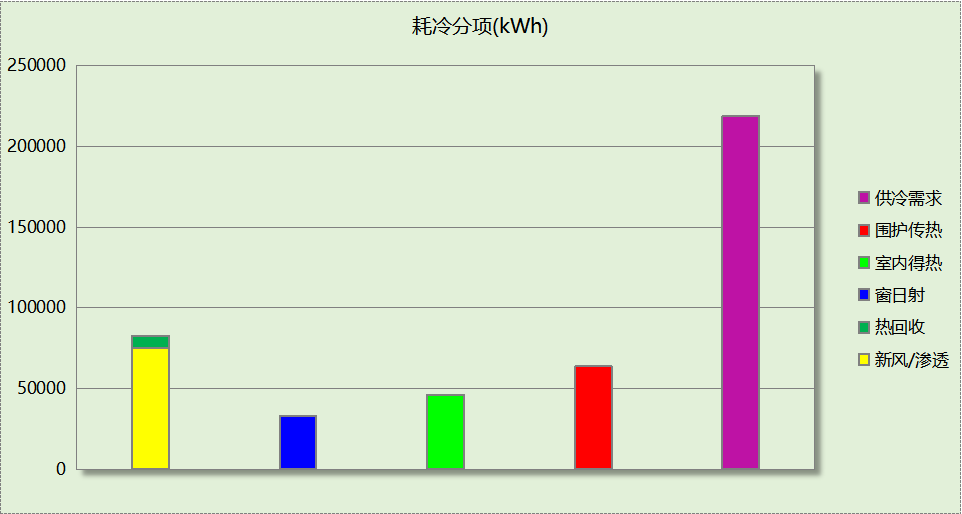 耗冷分项(kWh)
250000
200000
150000
100000
50000
0
供冷需求
围护传热
室内得热
窗日射
热回收
新风/渗透